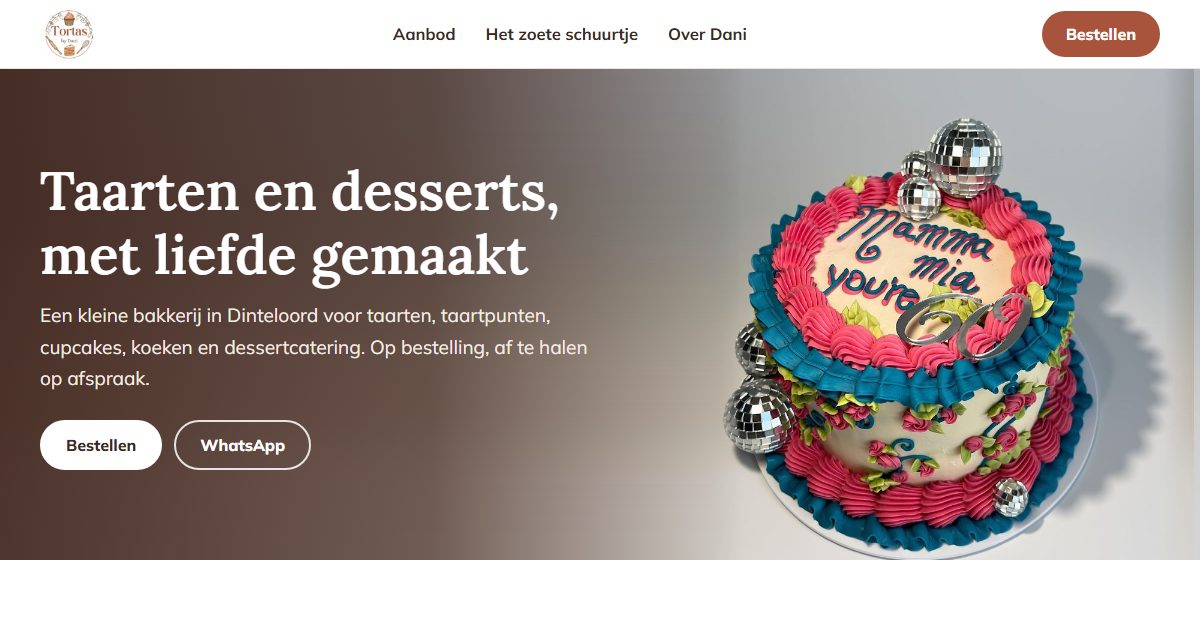 Tortas
by Dani
Aanbod
Het zoete schuurtje
Over Dani
Bestellen
Taarten en desserts,
met liefde gemaakt
Een kleine bakkerij in Dinteloord voor taarten, taartpunten,
cupcakes, koeken en dessertcatering. Op bestelling, af te halen
op afspraak.
Bestellen
WhatsApp
Mamma
mia
you're
60